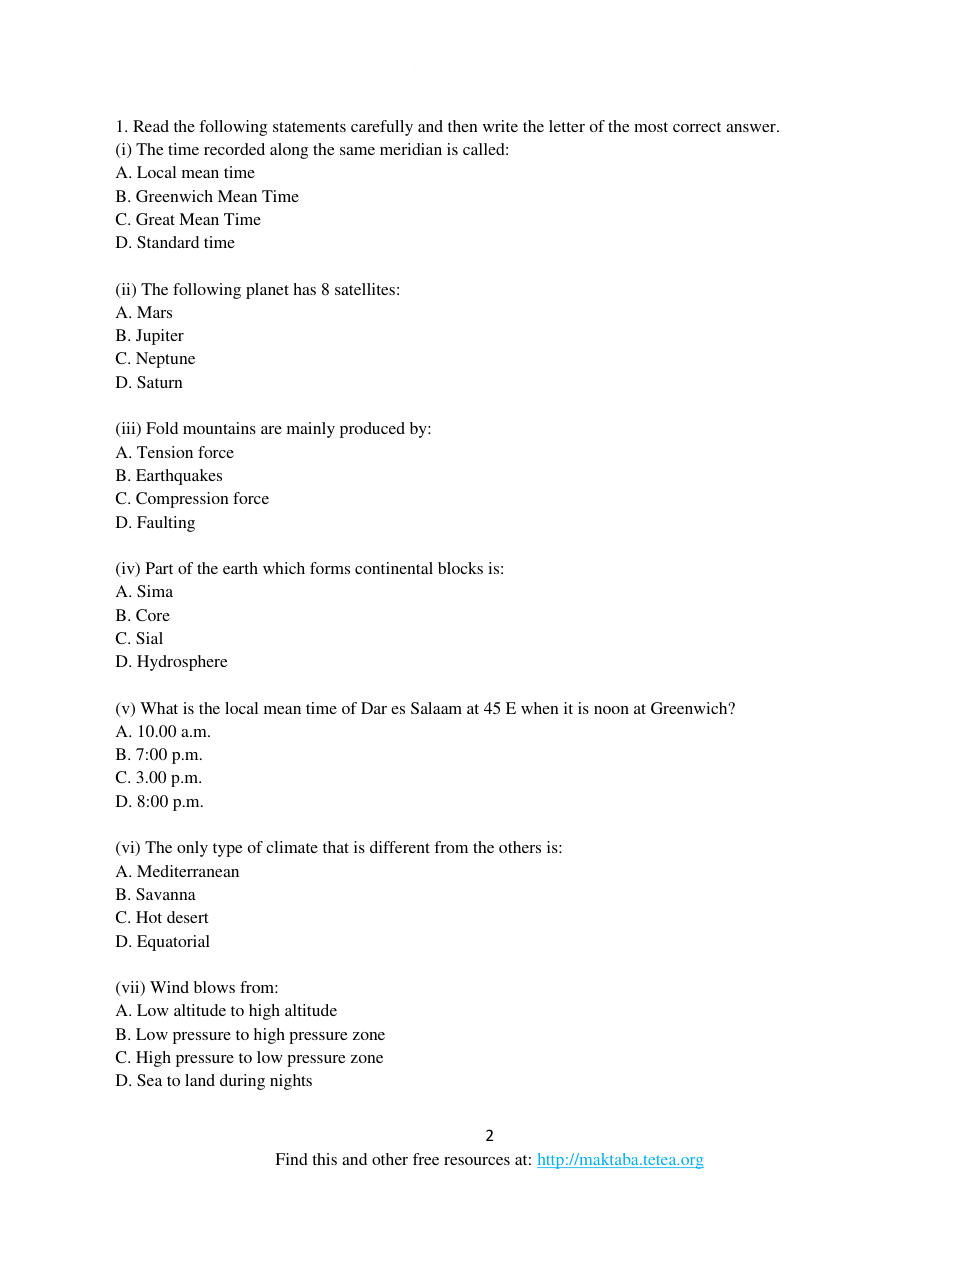 1. Read the following statements carefully and then write the letter of the most correct answer.
(i) The time recorded along the same meridian is called:
A. Local mean time
B. Greenwich Mean Time
C. Great Mean Time
D. Standard time
(ii) The following planet has 8 satellites:
A. Mars
B. Jupiter
C. Neptune
D. Saturn
(iii) Fold mountains are mainly produced by:
A. Tension force
B. Earthquakes
C. Compression force
D. Faulting
(iv) Part of the earth which forms continental blocks is:
A. Sima
B. Core
C. Sial
D. Hydrosphere
(v) What is the local mean time of Dar es Salaam at 45 E when it is noon at Greenwich?
A. 10.00 a.m.
B. 7:00 p.m.
C. 3.00 p.m.
D. 8:00 p.m.
(vi) The only type of climate that is different from the others is:
A. Mediterranean
B. Savanna
C. Hot desert
D. Equatorial
(vii) Wind blows from:
A. Low altitude to high altitude
B. Low pressure to high pressure zone
C. High pressure to low pressure zone
D. Sea to land during nights
2
Find this and other free resources at: http://maktaba.tetea.org